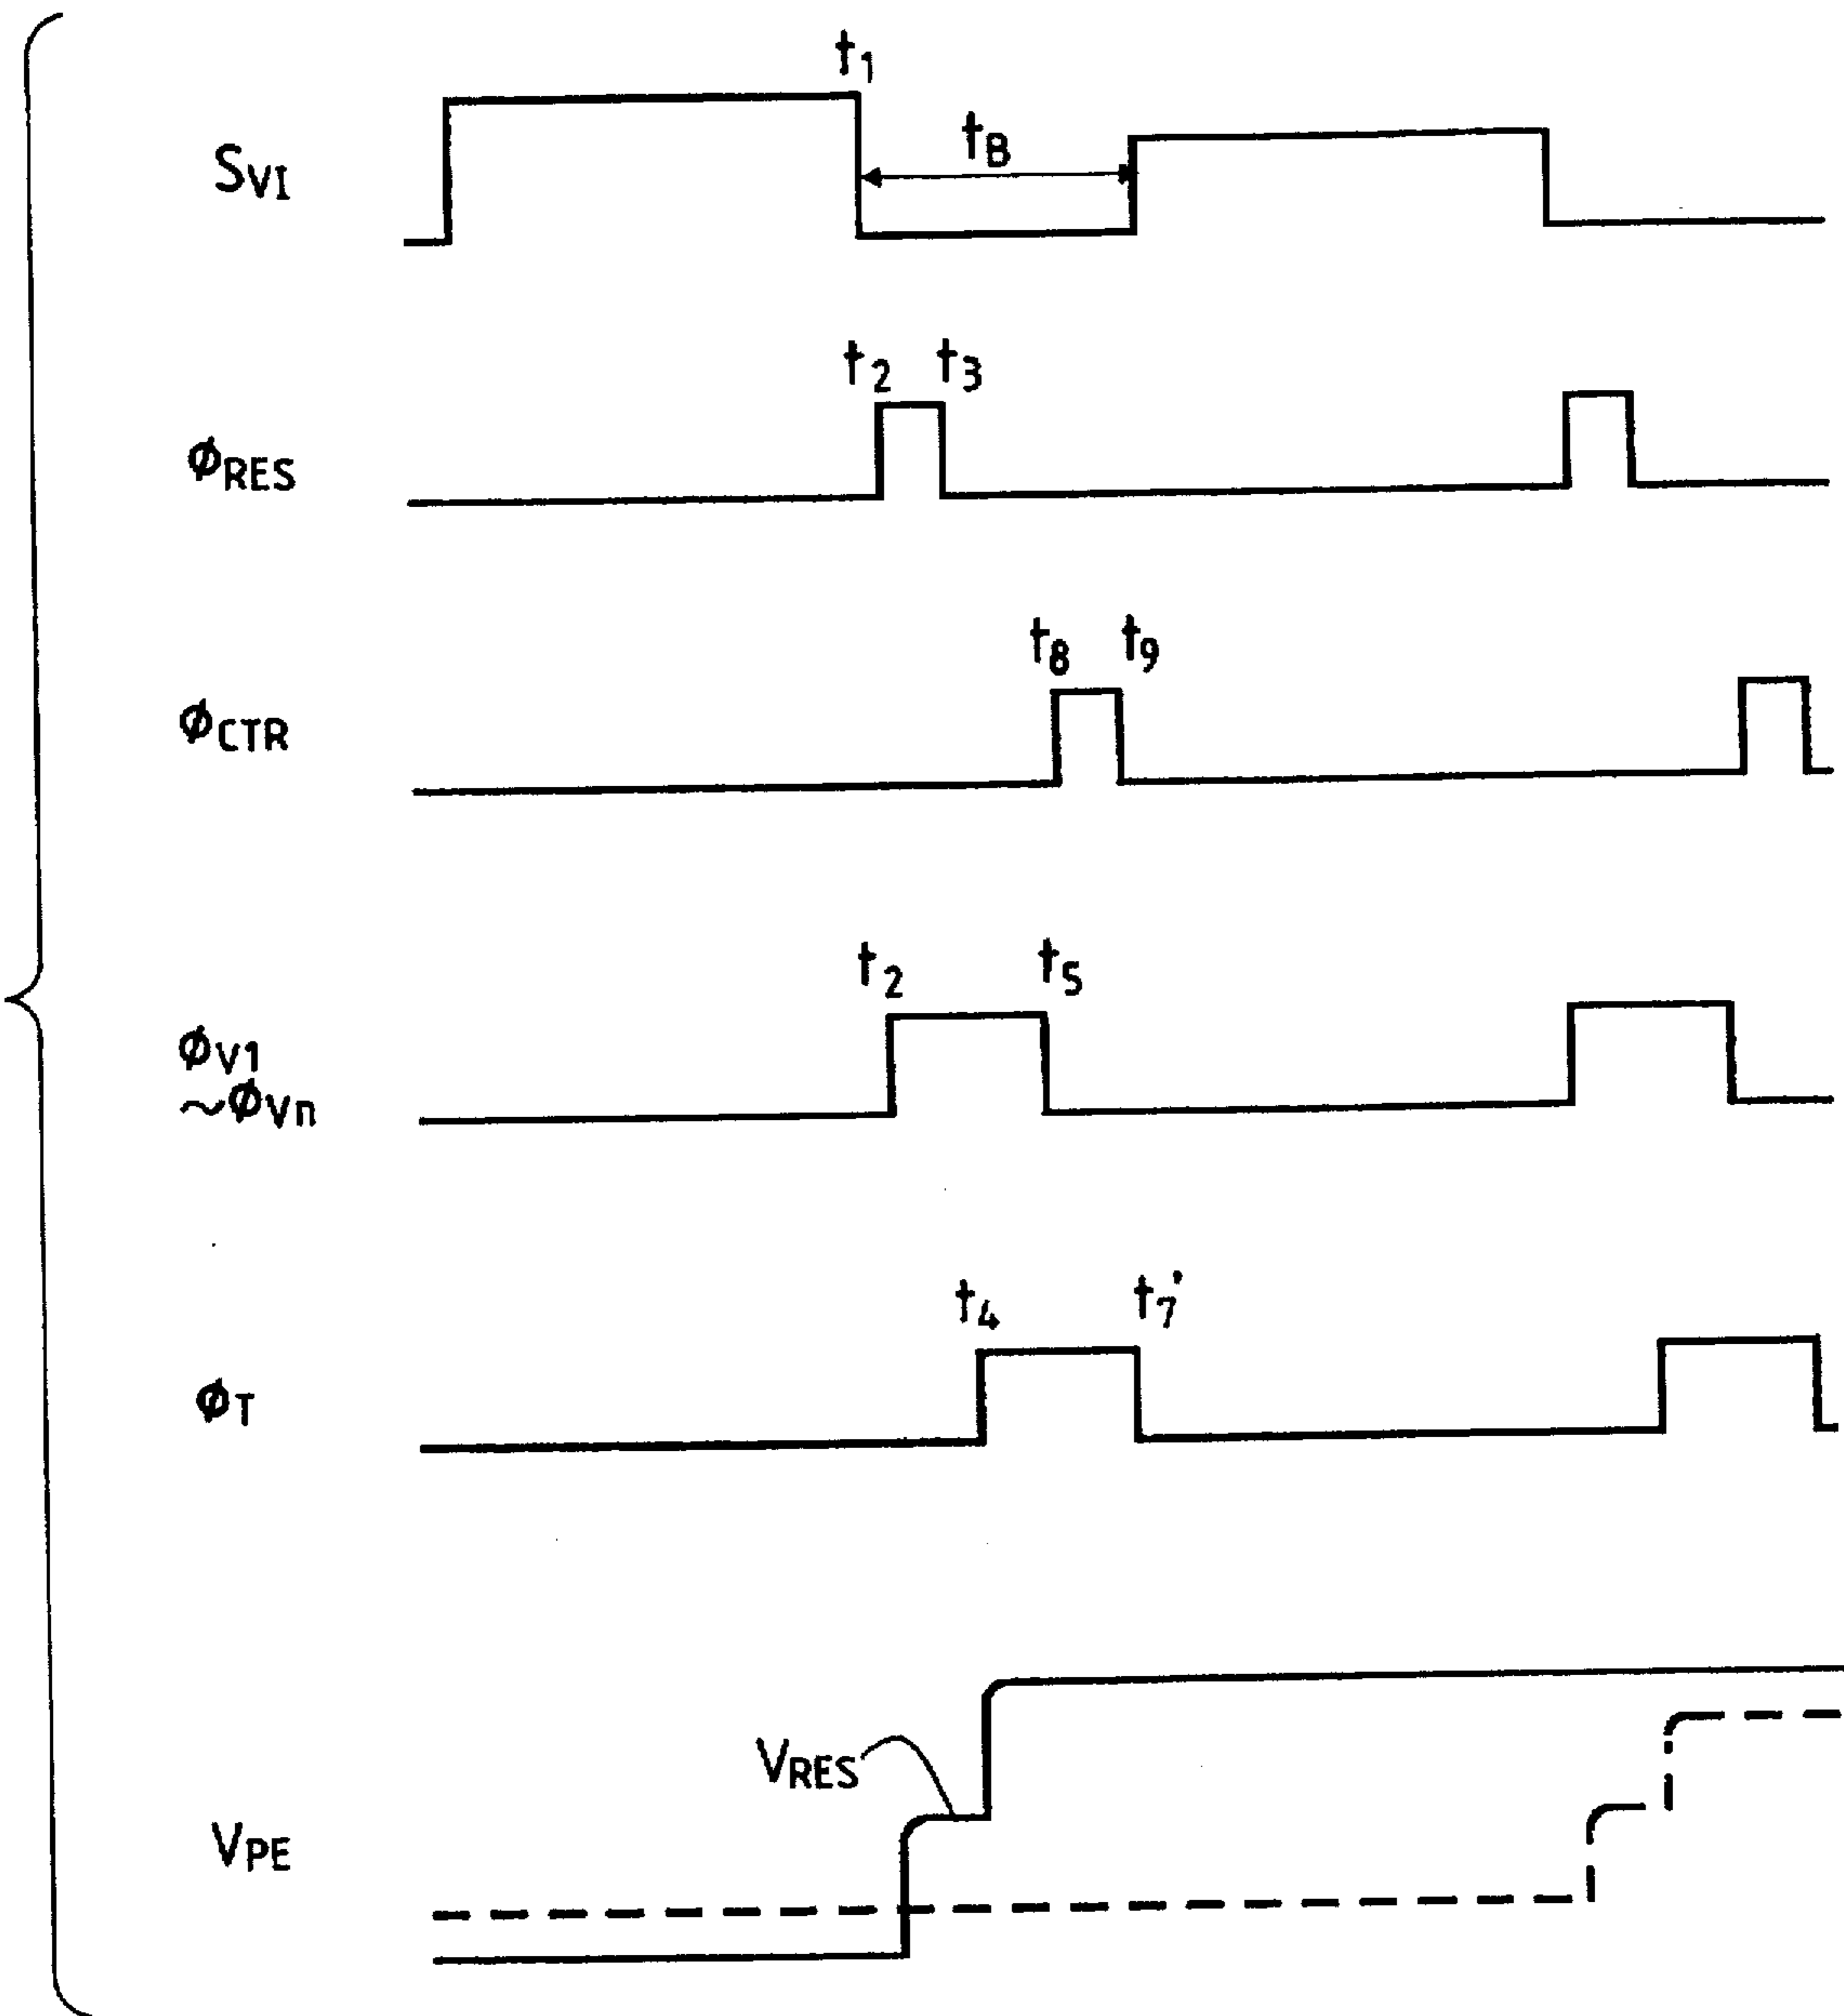 t1
tB
SVI
t2 t3
ϕRES
t8 t9
ϕCTR
t2 t5
ϕV1
~ϕVn
t4 t7'
ϕT
VRES
VPE